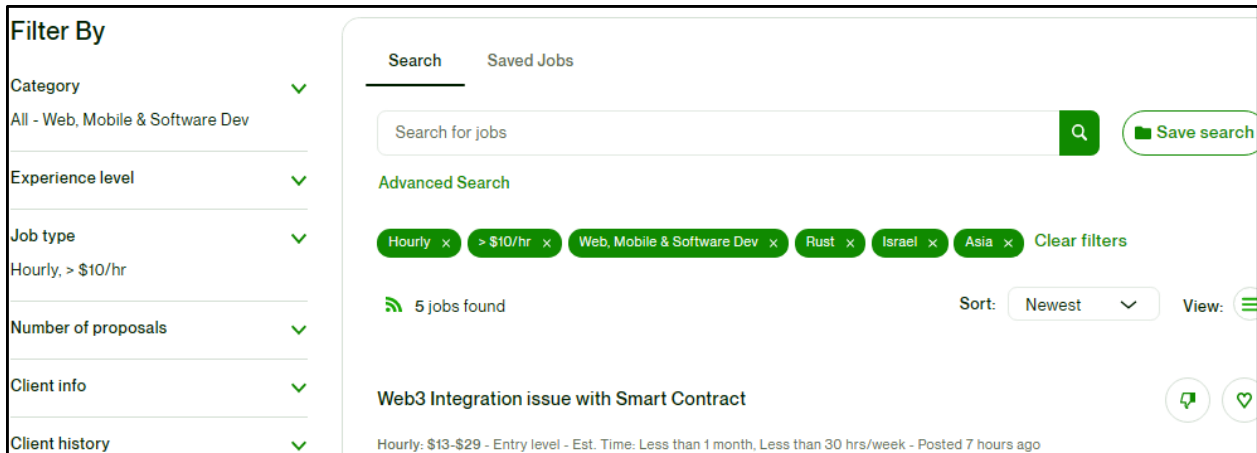 Filter By
Category
All - Web, Mobile & Software Dev
Experience level
Job type
Hourly, > $10/hr
Number of proposals
Client info
Client history
Search Saved Jobs
Search for jobs
Save search
Advanced Search
Hourly × > $10/hr × Web, Mobile & Software Dev × Rust × Israel × Asia × Clear filters
5 jobs found Sort: Newest View:
Web3 Integration issue with Smart Contract
Hourly: $13-$29 - Entry level - Est. Time: Less than 1 month, Less than 30 hrs/week - Posted 7 hours ago